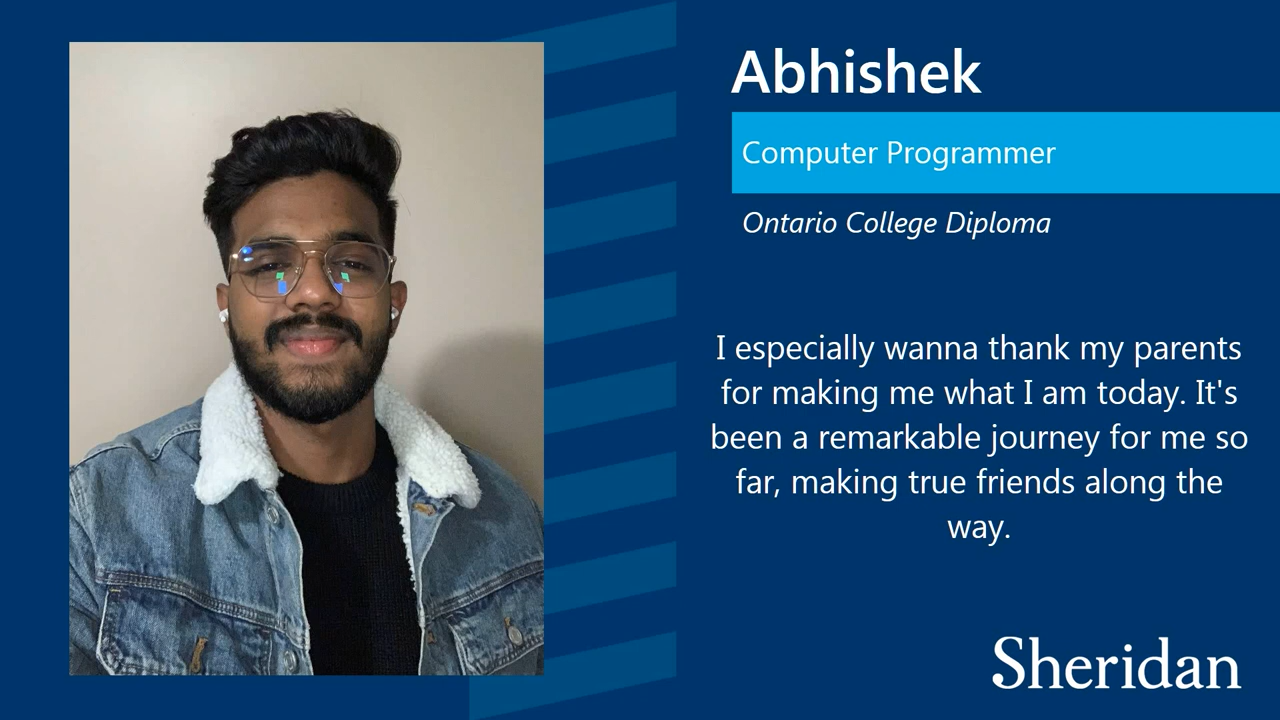 Abhishek
Computer Programmer
Ontario College Diploma
I especially wanna thank my parents
for making me what I am today. It's
been a remarkable journey for me so
far, making true friends along the
way.
Sheridan